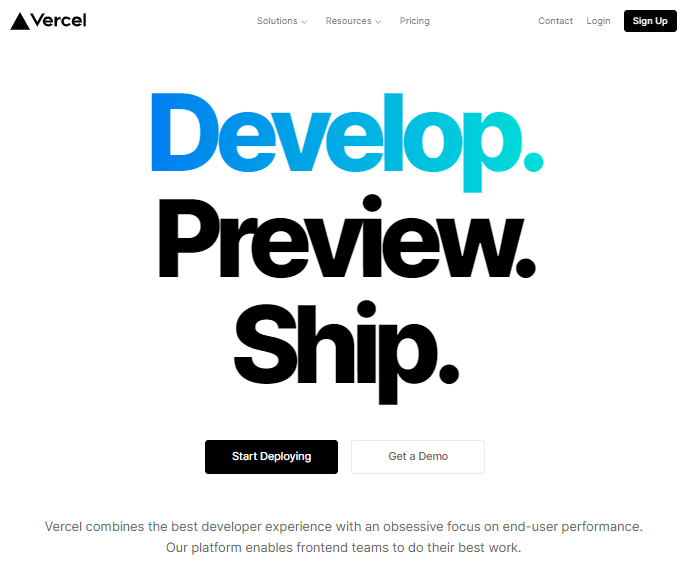 Vercel
Solutions Resources Pricing Contact Login Sign Up
Develop.
Preview.
Ship.
Start Deploying Get a Demo
Vercel combines the best developer experience with an obsessive focus on end-user performance.
Our platform enables frontend teams to do their best work.